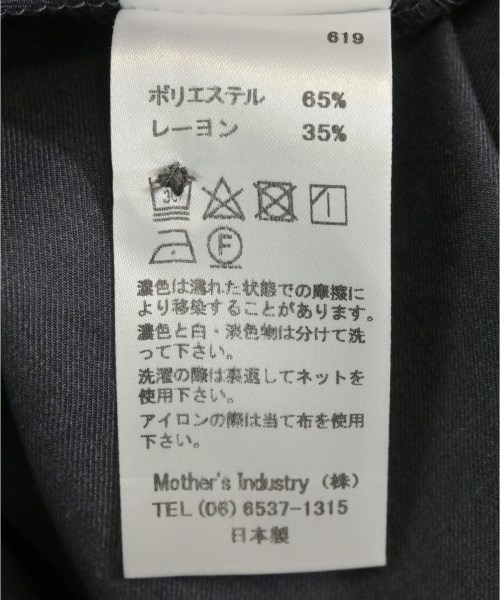 619
ポリエステル 65%
レーヨン 35%
30
F
濃色は濡れた状態での摩擦に
より移染することがあります。
濃色と白・淡色物は分けて洗
って下さい。
洗濯の際は裏返してネットを
使用下さい。
アイロンの際は当て布を使用
下さい。
Mother's Industry (株)
TEL (06) 6537-1315
日本製